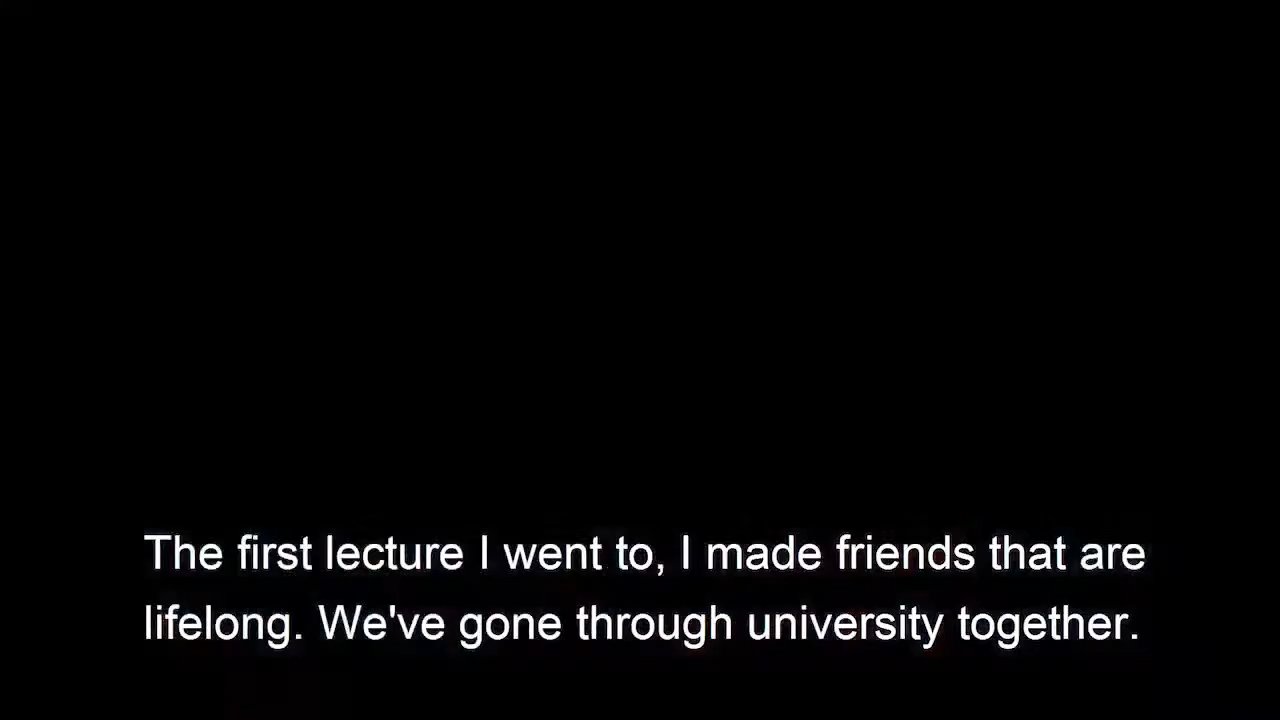 The first lecture I went to, I made friends that are
lifelong. We've gone through university together.